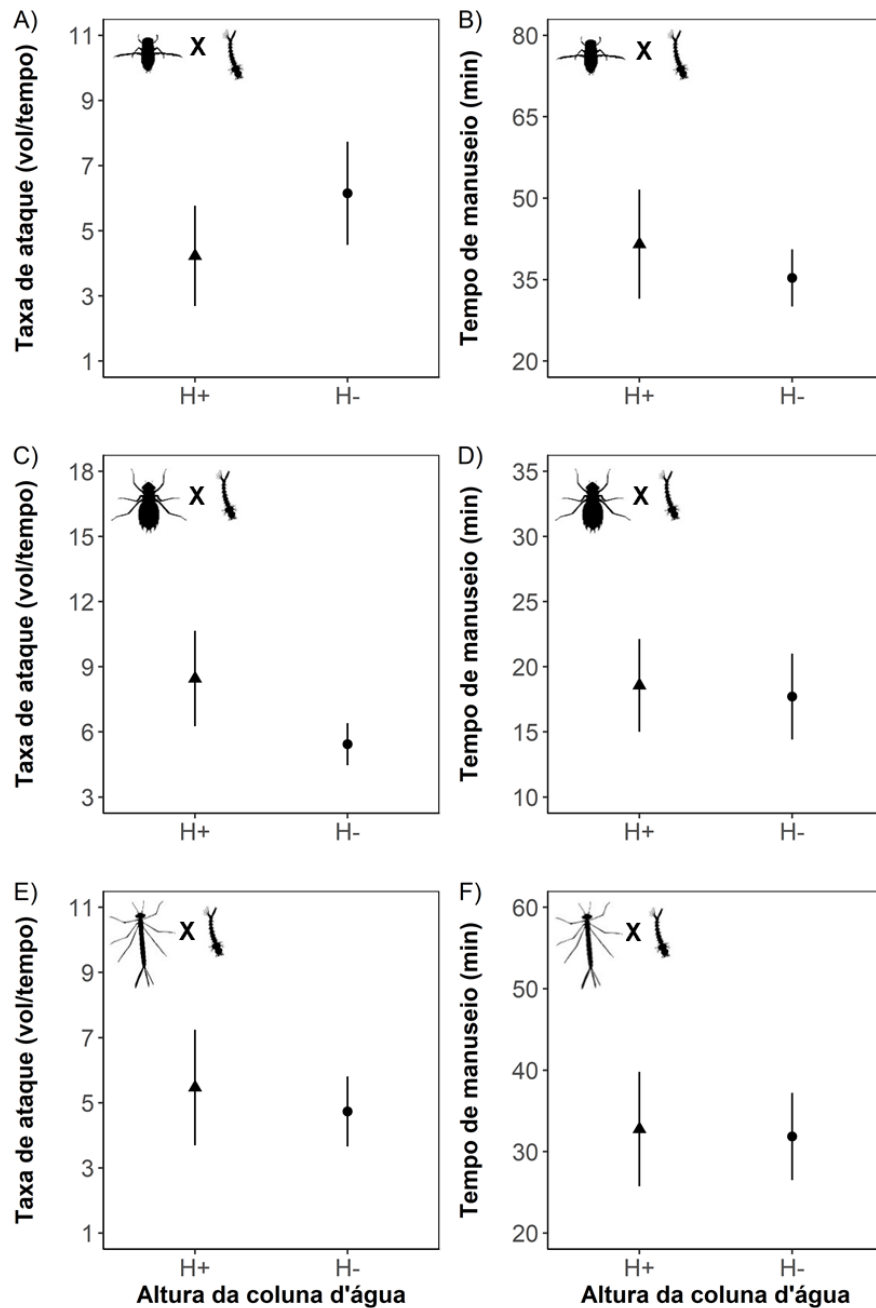 A)
Taxa de ataque (vol/tempo)
11
9
7
5
3
1
X
H+ H-
B)
Tempo de manuseio (min)
80
65
50
35
20
X
H+ H-
C)
Taxa de ataque (vol/tempo)
18
15
12
9
6
3
X
H+ H-
D)
Tempo de manuseio (min)
35
30
25
20
15
10
X
H+ H-
E)
Taxa de ataque (vol/tempo)
11
9
7
5
3
1
X
H+ H-
Altura da coluna d'água
F)
Tempo de manuseio (min)
60
50
40
30
20
X
H+ H-
Altura da coluna d'água